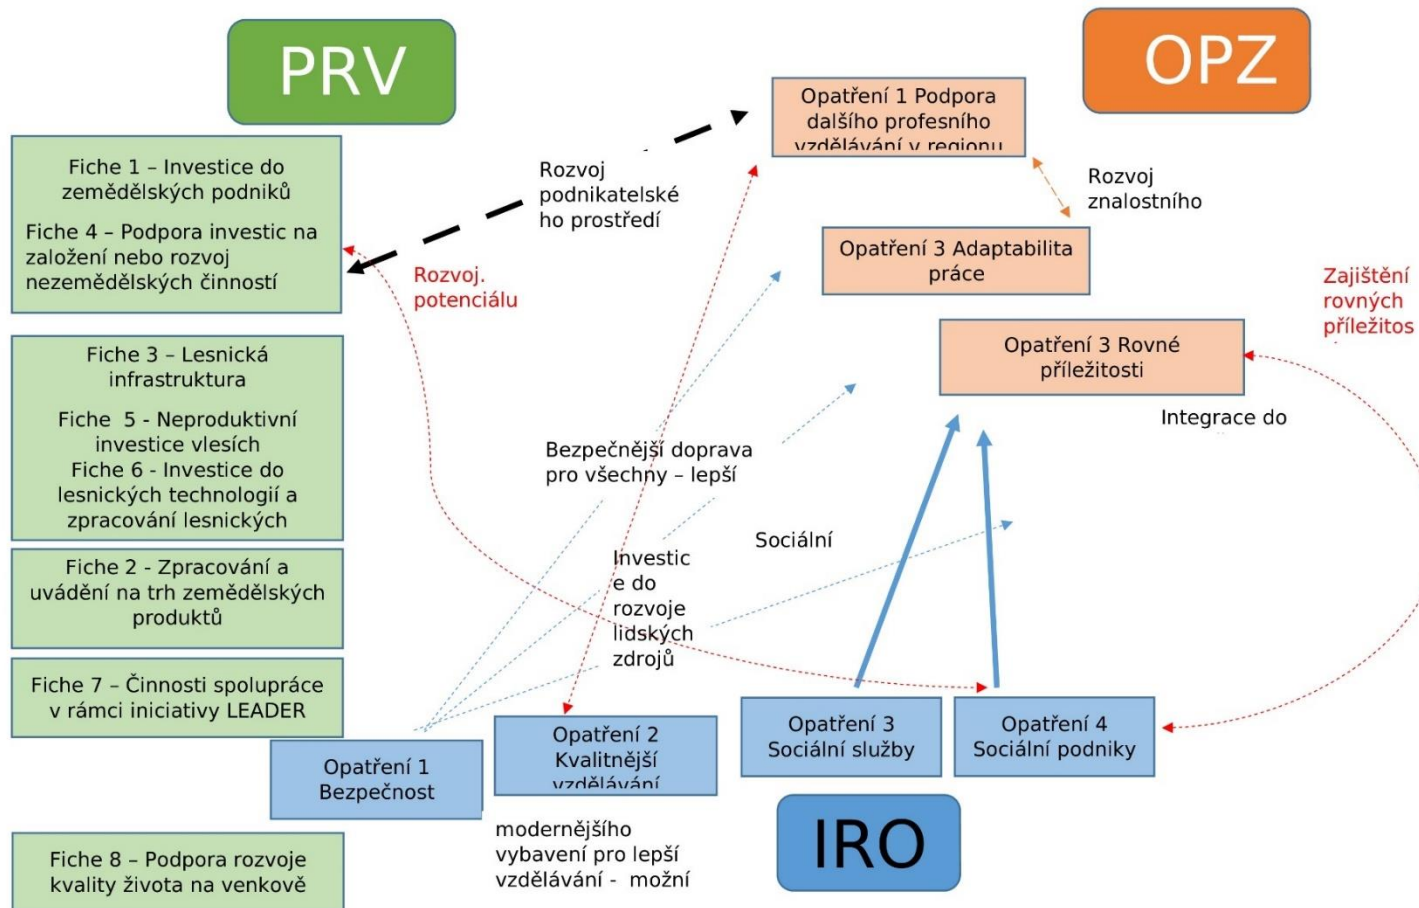 PRV
OPZ
Fiche 1 – Investice do
zemědělských podniků
Fiche 4 – Podpora investic na
založení nebo rozvoj
nezemědělských činností
Fiche 3 – Lesnická
infrastruktura
Fiche  5 - Neproduktivní
investice vlesích
Fiche 6 - Investice do
lesnických technologií a
zpracování lesnických
Fiche 2 - Zpracování a
uvádění na trh zemědělských
produktů
Fiche 7 – Činnosti spolupráce
v rámci iniciativy LEADER
Fiche 8 – Podpora rozvoje
kvality života na venkově
Opatření 1 Podpora
dalšího profesního
vzdělávání v regionu
Rozvoj
podnikatelské
ho prostředí
Rozvoj
znalostního
Opatření 3 Adaptabilita
práce
Rozvoj.
potenciálu
Zajištění
rovných
příležitos
Opatření 3 Rovné
příležitosti
Integrace do
Bezpečnější doprava
pro všechny – lepší
Sociální
Investic
e do
rozvoje
lidských
zdrojů
Opatření 1
Bezpečnost
Opatření 2
Kvalitnější
vzdělávání
Opatření 3
Sociální služby
Opatření 4
Sociální podniky
modernějšího
vybavení pro lepší
vzdělávání -  možní
IRO